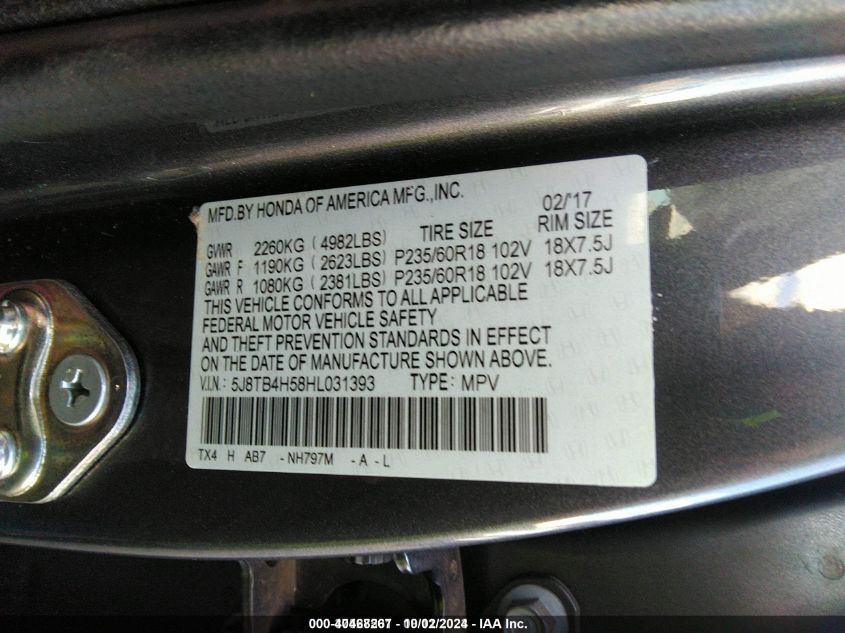 MFD.BY HONDA OF AMERICA MFG.,INC. 02/'17
TIRE SIZE RIM SIZE
GVWR 2260KG ( 4982LBS)
GAWR F 1190KG ( 2623LBS) P235/60R18 102V 18X7.5J
GAWR R 1080KG ( 2381LBS) P235/60R18 102V 18X7.5J
THIS VEHICLE CONFORMS TO ALL APPLICABLE
FEDERAL MOTOR VEHICLE SAFETY
AND THEFT PREVENTION STANDARDS IN EFFECT
ON THE DATE OF MANUFACTURE SHOWN ABOVE.
V.I.N.: 5J8TB4H58HL031393 TYPE: MPV
TX4 H AB7 - NH797M - A - L